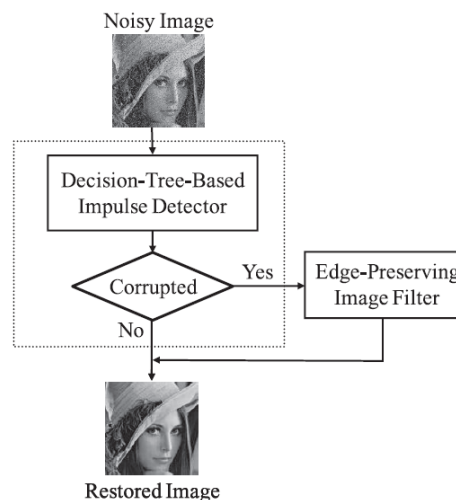 Noisy Image
Decision-Tree-Based
Impulse Detector
Corrupted
Yes
Edge-Preserving
Image Filter
No
Restored Image